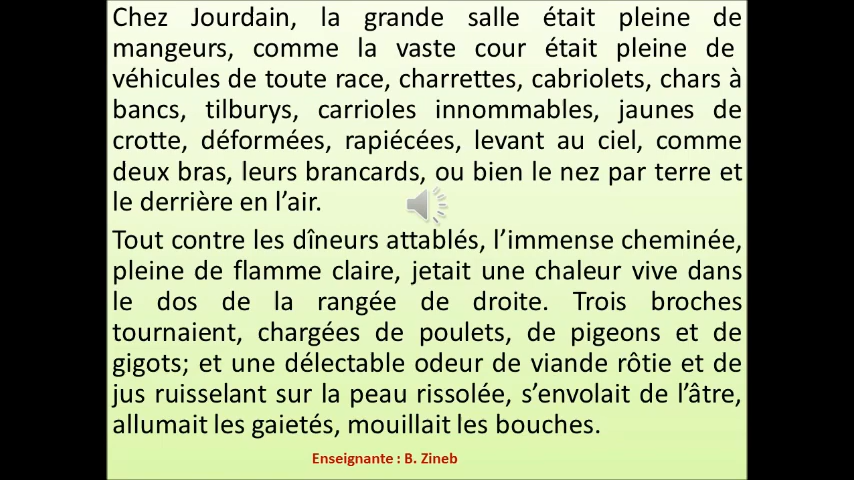 Chez Jourdain, la grande salle était pleine de
mangeurs, comme la vaste cour était pleine de
véhicules de toute race, charrettes, cabriolets, chars à
bancs, tilburys, carrioles innommables, jaunes de
crotte, déformées, rapiécées, levant au ciel, comme
deux bras, leurs brancards, ou bien le nez par terre et
le derrière en l’air.
Tout contre les dîneurs attablés, l’immense cheminée,
pleine de flamme claire, jetait une chaleur vive dans
le dos de la rangée de droite. Trois broches
tournaient, chargées de poulets, de pigeons et de
gigots; et une délectable odeur de viande rôtie et de
jus ruisselant sur la peau rissolée, s’envolait de l’âtre,
allumait les gaietés, mouillait les bouches.
Enseignante : B. Zineb